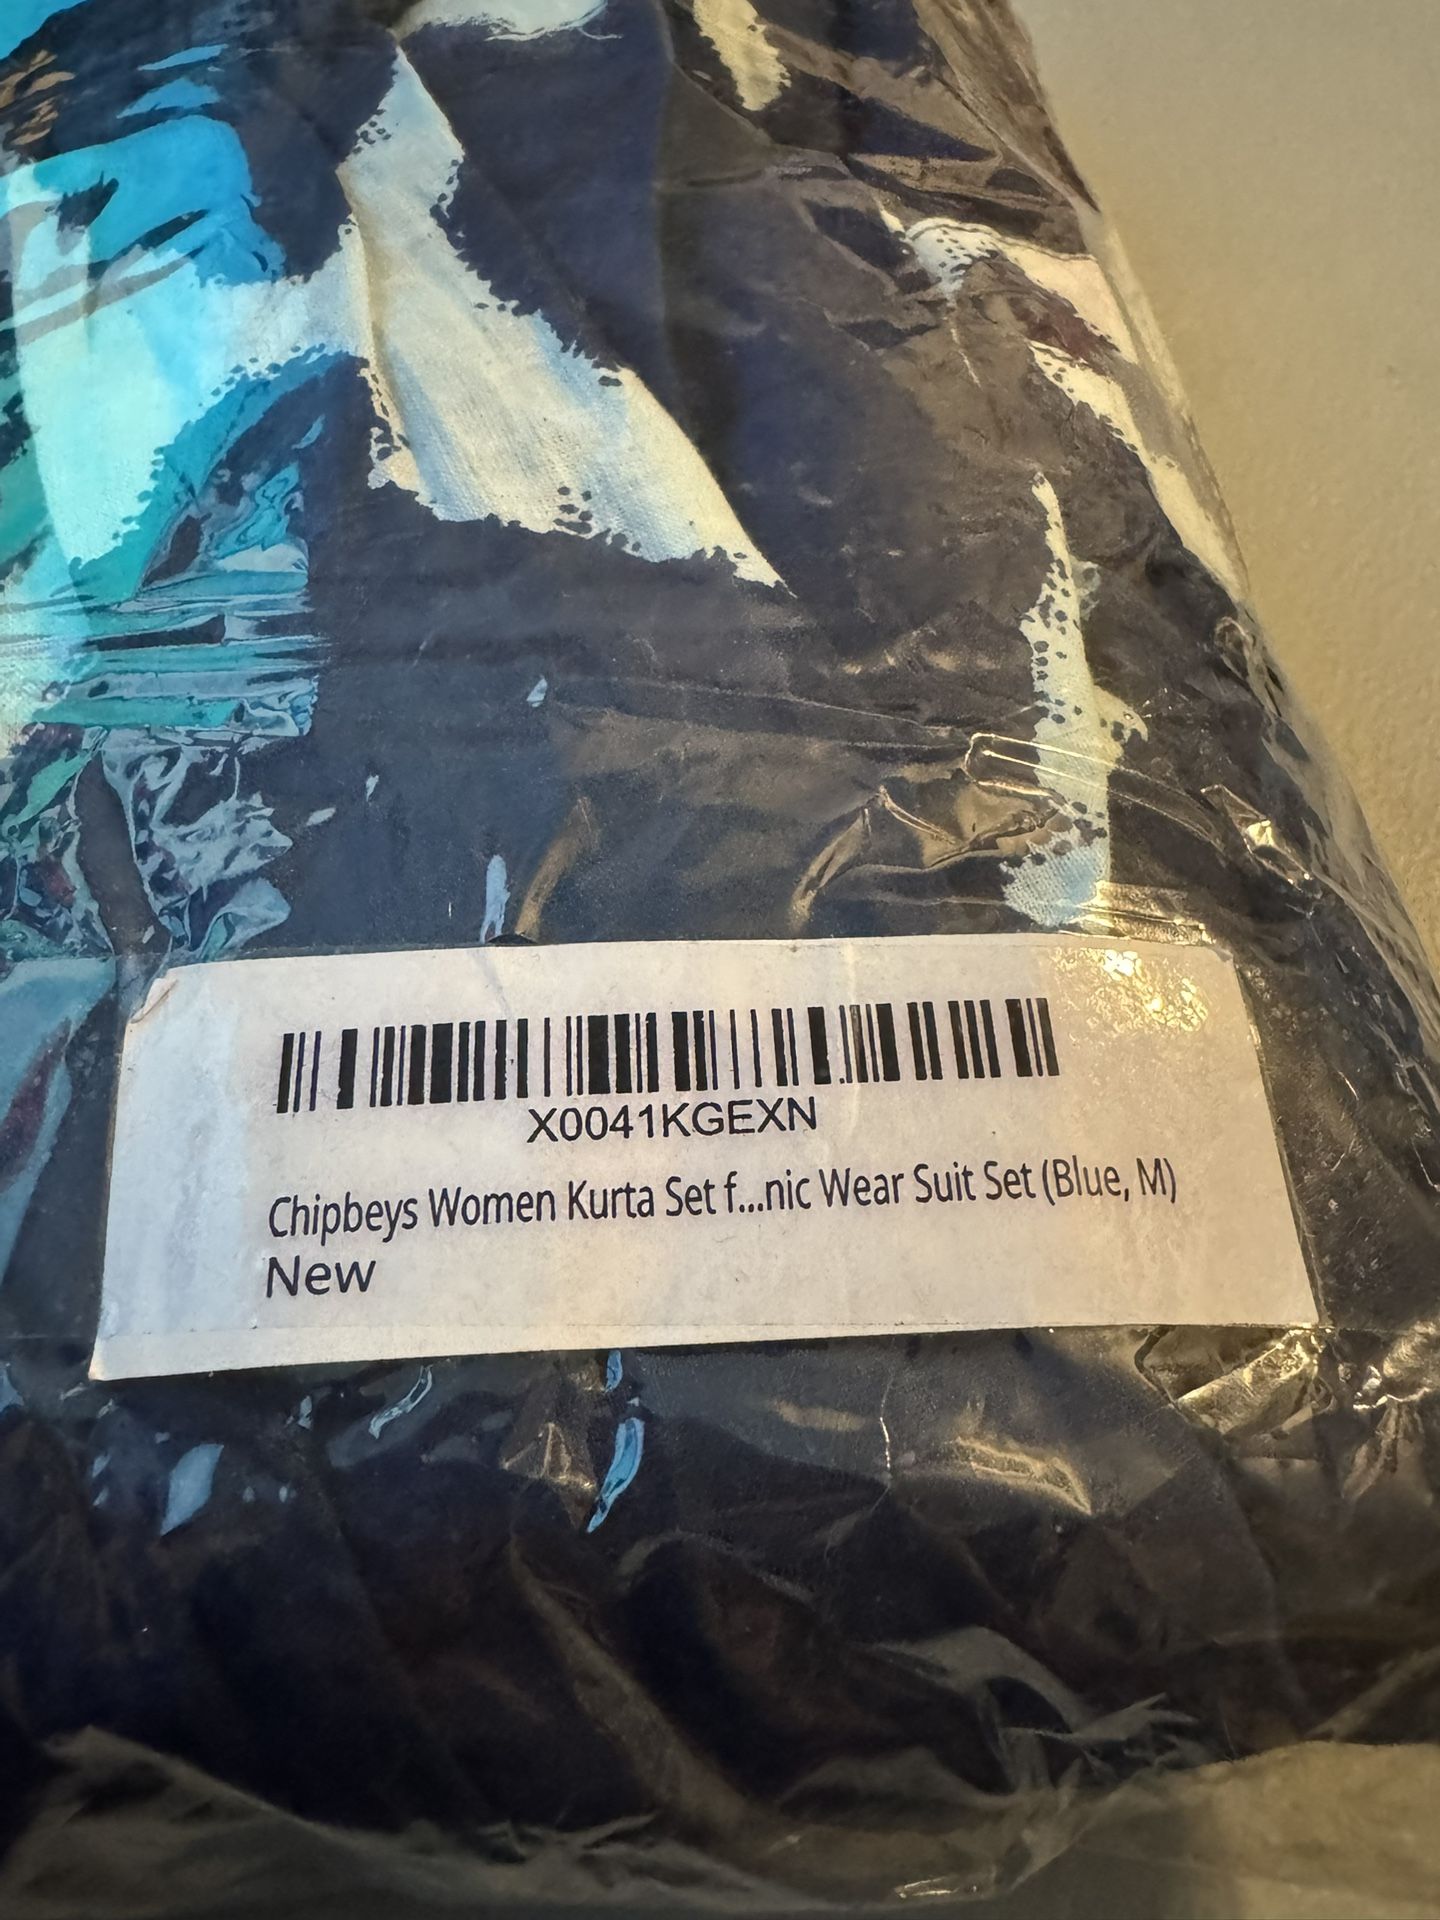 X0041KGEXN
Chipbeys Women Kurta Set f...nic Wear Suit Set (Blue, M)
New